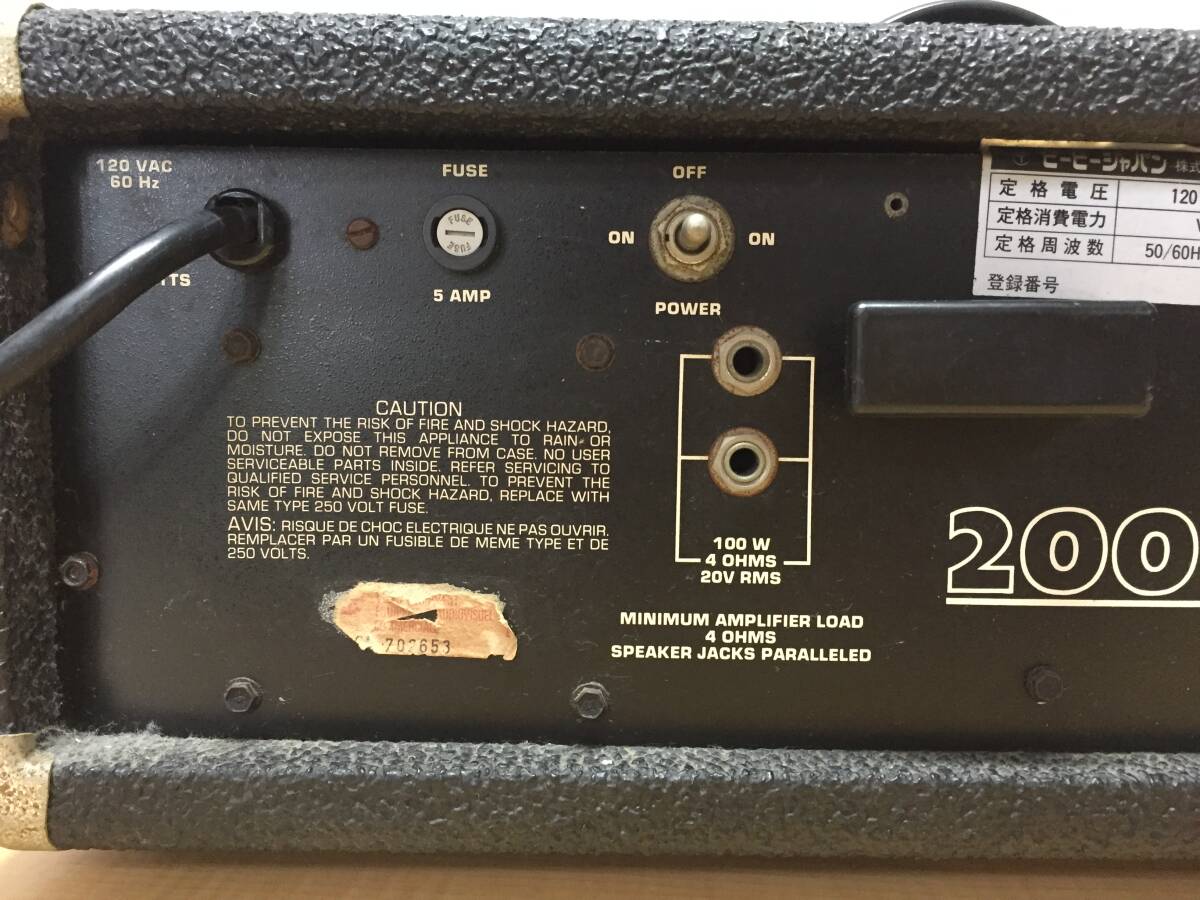 120 VAC
60 Hz
FUSE
FUSE
FUSE
5 AMP
OFF
ON
ON
POWER
ピービージャパン 株式
定格電圧 120
定格消費電力
定格周波数 50/60H
登録番号
CAUTION
TO PREVENT THE RISK OF FIRE AND SHOCK HAZARD,
DO NOT EXPOSE THIS APPLIANCE TO RAIN OR
MOISTURE. DO NOT REMOVE FROM CASE. NO USER
SERVICEABLE PARTS INSIDE. REFER SERVICING TO
QUALIFIED SERVICE PERSONNEL. TO PREVENT THE
RISK OF FIRE AND SHOCK HAZARD, REPLACE WITH
SAME TYPE 250 VOLT FUSE.
AVIS: RISQUE DE CHOC ELECTRIQUE NE PAS OUVRIR.
REMPLACER PAR UN FUSIBLE DE MEME TYPE ET DE
250 VOLTS.
100 W
4 OHMS
20V RMS
MINIMUM AMPLIFIER LOAD
4 OHMS
SPEAKER JACKS PARALLELED
200